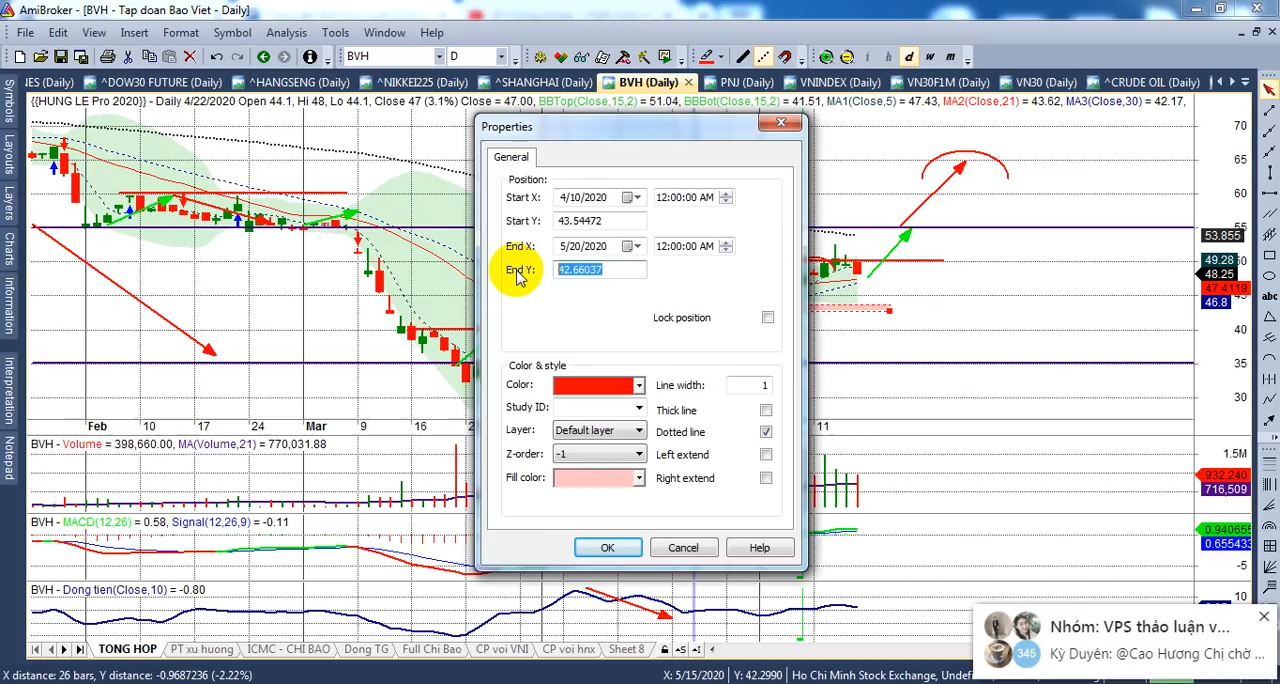 AmiBroker - [BVH - Tap doan Bao Viet - Daily]
File Edit View Insert Format Symbol Analysis Tools Window Help
BVH D i h d w m
IES (Daily) ^DOW30 FUTURE (Daily) ^HANGSENG (Daily) ^NIKKEI225 (Daily) ^SHANGHAI (Daily) BVH (Daily) PNJ (Daily) VNINDEX (Daily) VN30F1M (Daily) VN30 (Daily) ^CRUDE OIL (Daily)
{{HUNG LE Pro 2020}} - Daily 4/22/2020 Open 44.1, Hi 48, Lo 44.1, Close 47 (3.1%) Close = 47.00, BBTop(Close,15,2) = 51.04, BBBot(Close,15,2) = 41.51, MA1(Close,5) = 47.43, MA2(Close,21) = 43.62, MA3(Close,30) = 42.17,
Symbols
Layouts
Layers
Charts
Information
Interpretation
Notepad
Properties
General
Position:
Start X: 4/10/2020 12:00:00 AM
Start Y: 43.54472
End X: 5/20/2020 12:00:00 AM
End Y: 42.66037
Lock position
Color & style
Color: Line width: 1
Study ID: Thick line
Layer: Default layer Dotted line
Z-order: -1 Left extend
Fill color: Right extend
OK Cancel Help
70
65
60
55
53.855
50
49.28
48.25
47.4119
46.8
45
40
35
30
abc
Feb 10 17 24 Mar 9 16 2 11
BVH - Volume = 398,660.00, MA(Volume,21) = 770,031.88
1.5M
932,240
716,509
BVH - MACD(12,26) = 0.58, Signal(12,26,9) = -0.11
0.940655
0.655433
-5
BVH - Dong tien(Close,10) = -0.80
10
-10
Nhóm: VPS thảo luận v...
345 Kỳ Duyên: @Cao Hương Chị chờ ...
TONG HOP PT xu huong ICMC - CHI BAO Dong TG Full Chi Bao CP voi VNI CP voi hnx Sheet 8
X distance: 26 bars, Y distance: -0.9687236 (-2.22%) X: 5/15/2020 Y: 42.2990 Ho Chi Minh Stock Exchange, Undef